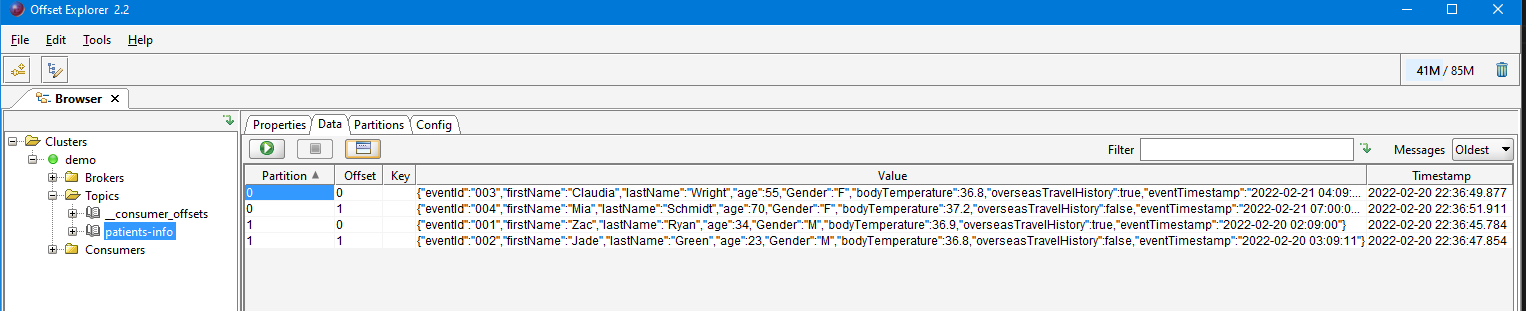 Offset Explorer 2.2
File Edit Tools Help
41M / 85M
Browser
Clusters
demo
Brokers
Topics
__consumer_offsets
patients-info
Consumers
Properties Data Partitions Config
Filter Messages Oldest
Partition Offset Key Value Timestamp
0 0 {"eventId":"003","firstName":"Claudia","lastName":"Wright","age":55,"Gender":"F","bodyTemperature":36.8,"overseasTravelHistory":true,"eventTimestamp":"2022-02-21 04:09:... 2022-02-20 22:36:49.877
0 1 {"eventId":"004","firstName":"Mia","lastName":"Schmidt","age":70,"Gender":"F","bodyTemperature":37.2,"overseasTravelHistory":false,"eventTimestamp":"2022-02-21 07:00:0... 2022-02-20 22:36:51.911
1 0 {"eventId":"001","firstName":"Zac","lastName":"Ryan","age":34,"Gender":"M","bodyTemperature":36.9,"overseasTravelHistory":true,"eventTimestamp":"2022-02-20 02:09:00"} 2022-02-20 22:36:45.784
1 1 {"eventId":"002","firstName":"Jade","lastName":"Green","age":23,"Gender":"M","bodyTemperature":36.8,"overseasTravelHistory":false,"eventTimestamp":"2022-02-20 03:09:11"} 2022-02-20 22:36:47.854